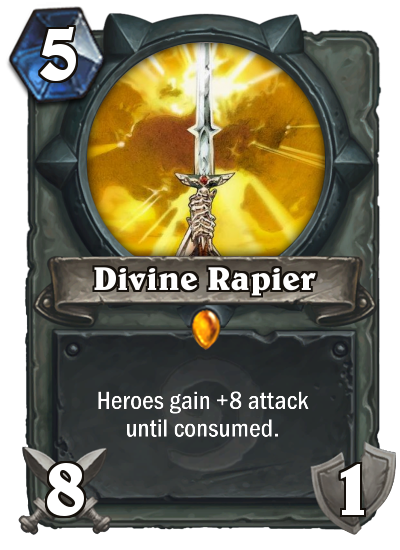 5
Divine Rapier
Heroes gain +8 attack
until consumed.
8
1